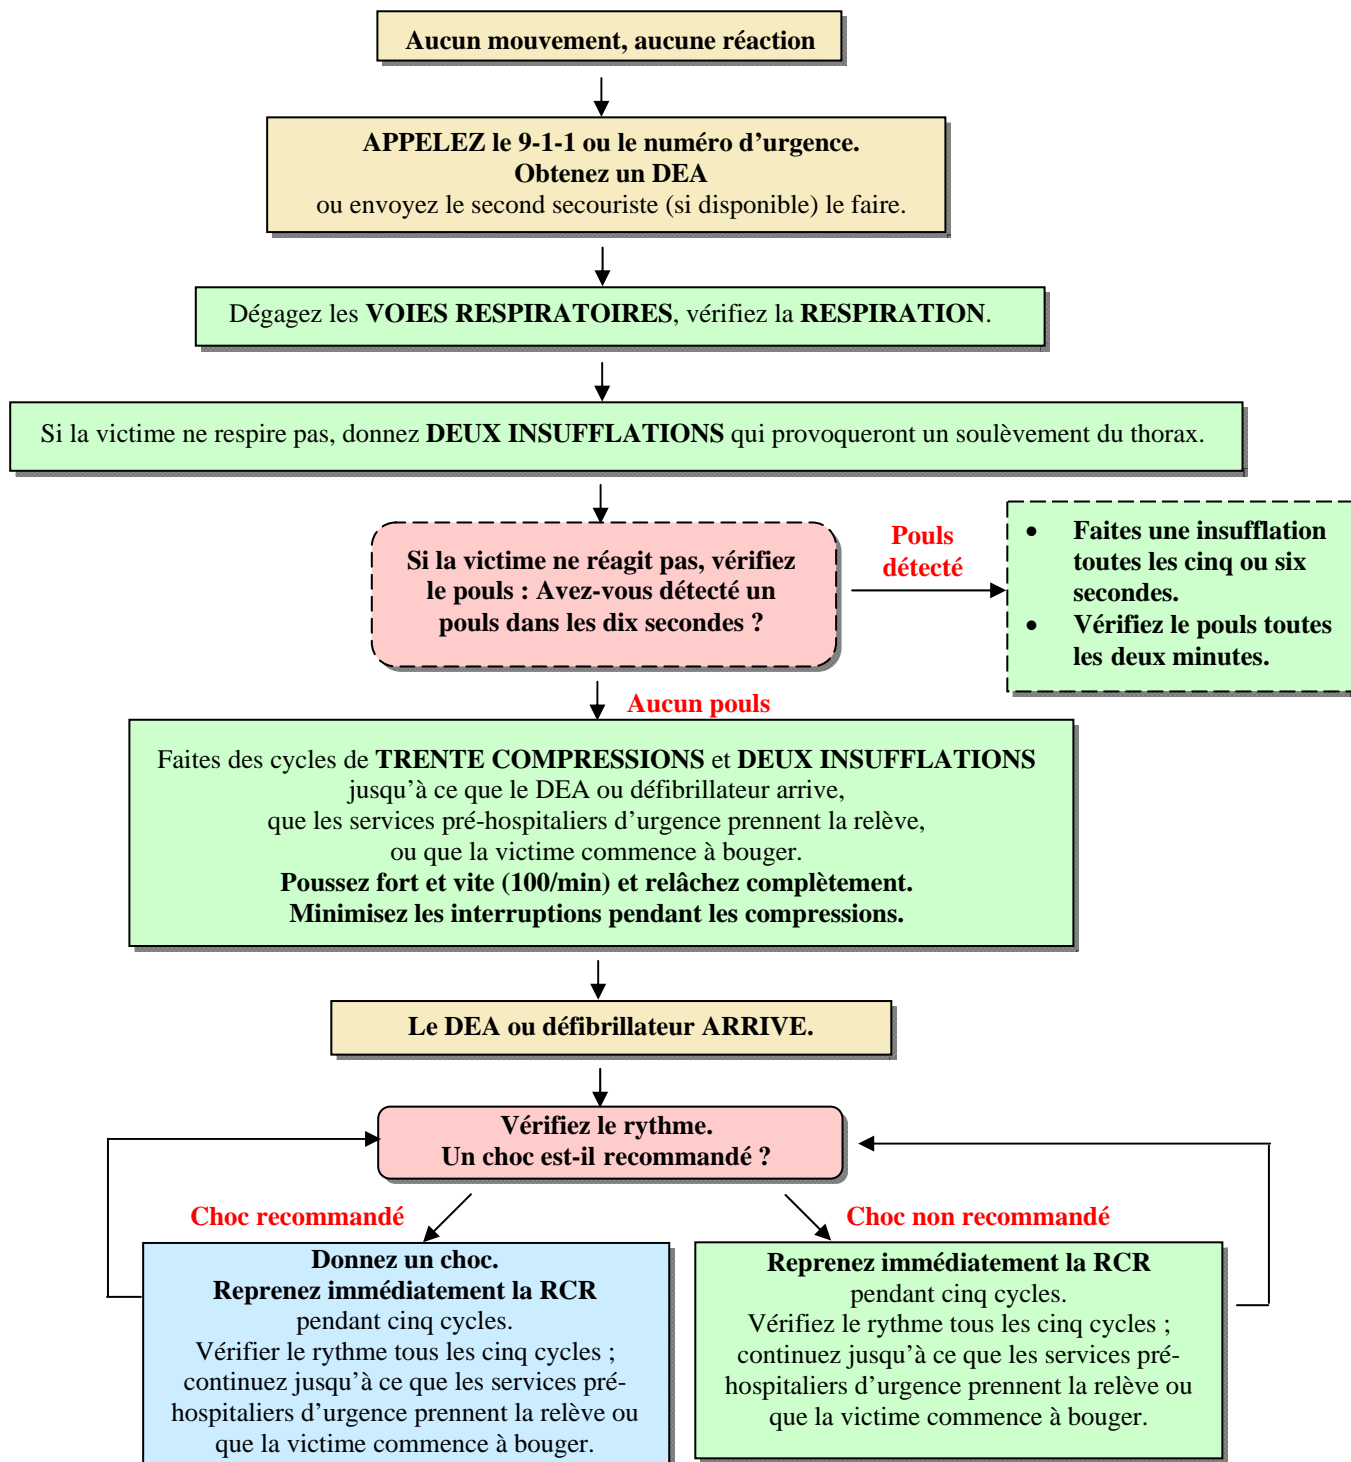 Aucun mouvement, aucune réaction
APPELEZ le 9-1-1 ou le numéro d’urgence.
Obtenez un DEA
ou envoyez le second secouriste (si disponible) le faire.
Dégagez les VOIES RESPIRATOIRES, vérifiez la RESPIRATION.
Si la victime ne respire pas, donnez DEUX INSUFFLATIONS qui provoqueront un soulèvement du thorax.
Si la victime ne réagit pas, vérifiez
le pouls : Avez-vous détecté un
pouls dans les dix secondes ?
Pouls
détecté
• Faites une insufflation
toutes les cinq ou six
secondes.
• Vérifiez le pouls toutes
les deux minutes.
Aucun pouls
Faites des cycles de TRENTE COMPRESSIONS et DEUX INSUFFLATIONS
jusqu’à ce que le DEA ou défibrillateur arrive,
que les services pré-hospitaliers d’urgence prennent la relève,
ou que la victime commence à bouger.
Poussez fort et vite (100/min) et relâchez complètement.
Minimisez les interruptions pendant les compressions.
Le DEA ou défibrillateur ARRIVE.
Vérifiez le rythme.
Un choc est-il recommandé ?
Choc recommandé
Donnez un choc.
Reprenez immédiatement la RCR
pendant cinq cycles.
Vérifier le rythme tous les cinq cycles ;
continuez jusqu’à ce que les services pré-
hospitaliers d’urgence prennent la relève ou
que la victime commence à bouger.
Choc non recommandé
Reprenez immédiatement la RCR
pendant cinq cycles.
Vérifiez le rythme tous les cinq cycles ;
continuez jusqu’à ce que les services pré-
hospitaliers d’urgence prennent la relève ou
que la victime commence à bouger.